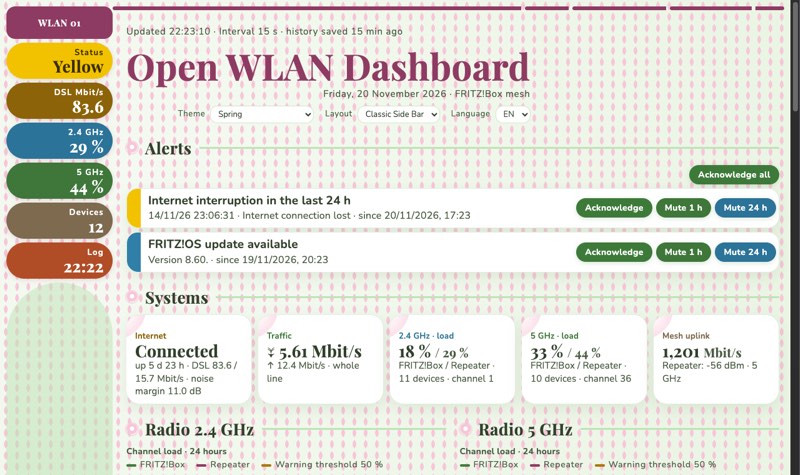 WLAN 01
Status
Yellow
DSL Mbit/s
83.6
2.4 GHz
29 %
5 GHz
44 %
Devices
12
Log
22:22
Updated 22:23:10 · Interval 15 s · history saved 15 min ago
Open WLAN Dashboard
Friday, 20 November 2026 · FRITZ!Box mesh
Theme Spring Layout Classic Side Bar Language EN
Alerts
Acknowledge all
Internet interruption in the last 24 h
14/11/26 23:06:31 · Internet connection lost · since 20/11/2026, 17:23
Acknowledge Mute 1 h Mute 24 h
FRITZ!OS update available
Version 8.60. · since 19/11/2026, 20:23
Acknowledge Mute 1 h Mute 24 h
Systems
Internet
Connected
up 5 d 23 h · DSL 83.6 /
15.7 Mbit/s · noise
margin 11.0 dB
Traffic
↓ 5.61 Mbit/s
↑ 12.4 Mbit/s · whole
line
2.4 GHz · load
18 % / 29 %
FRITZ!Box / Repeater ·
11 devices · channel 1
5 GHz · load
33 % / 44 %
FRITZ!Box / Repeater ·
10 devices · channel 36
Mesh uplink
1,201 Mbit/s
Repeater: -56 dBm · 5
GHz
Radio 2.4 GHz
Channel load · 24 hours
FRITZ!Box Repeater Warning threshold 50 %
Radio 5 GHz
Channel load · 24 hours
FRITZ!Box Repeater Warning threshold 50 %